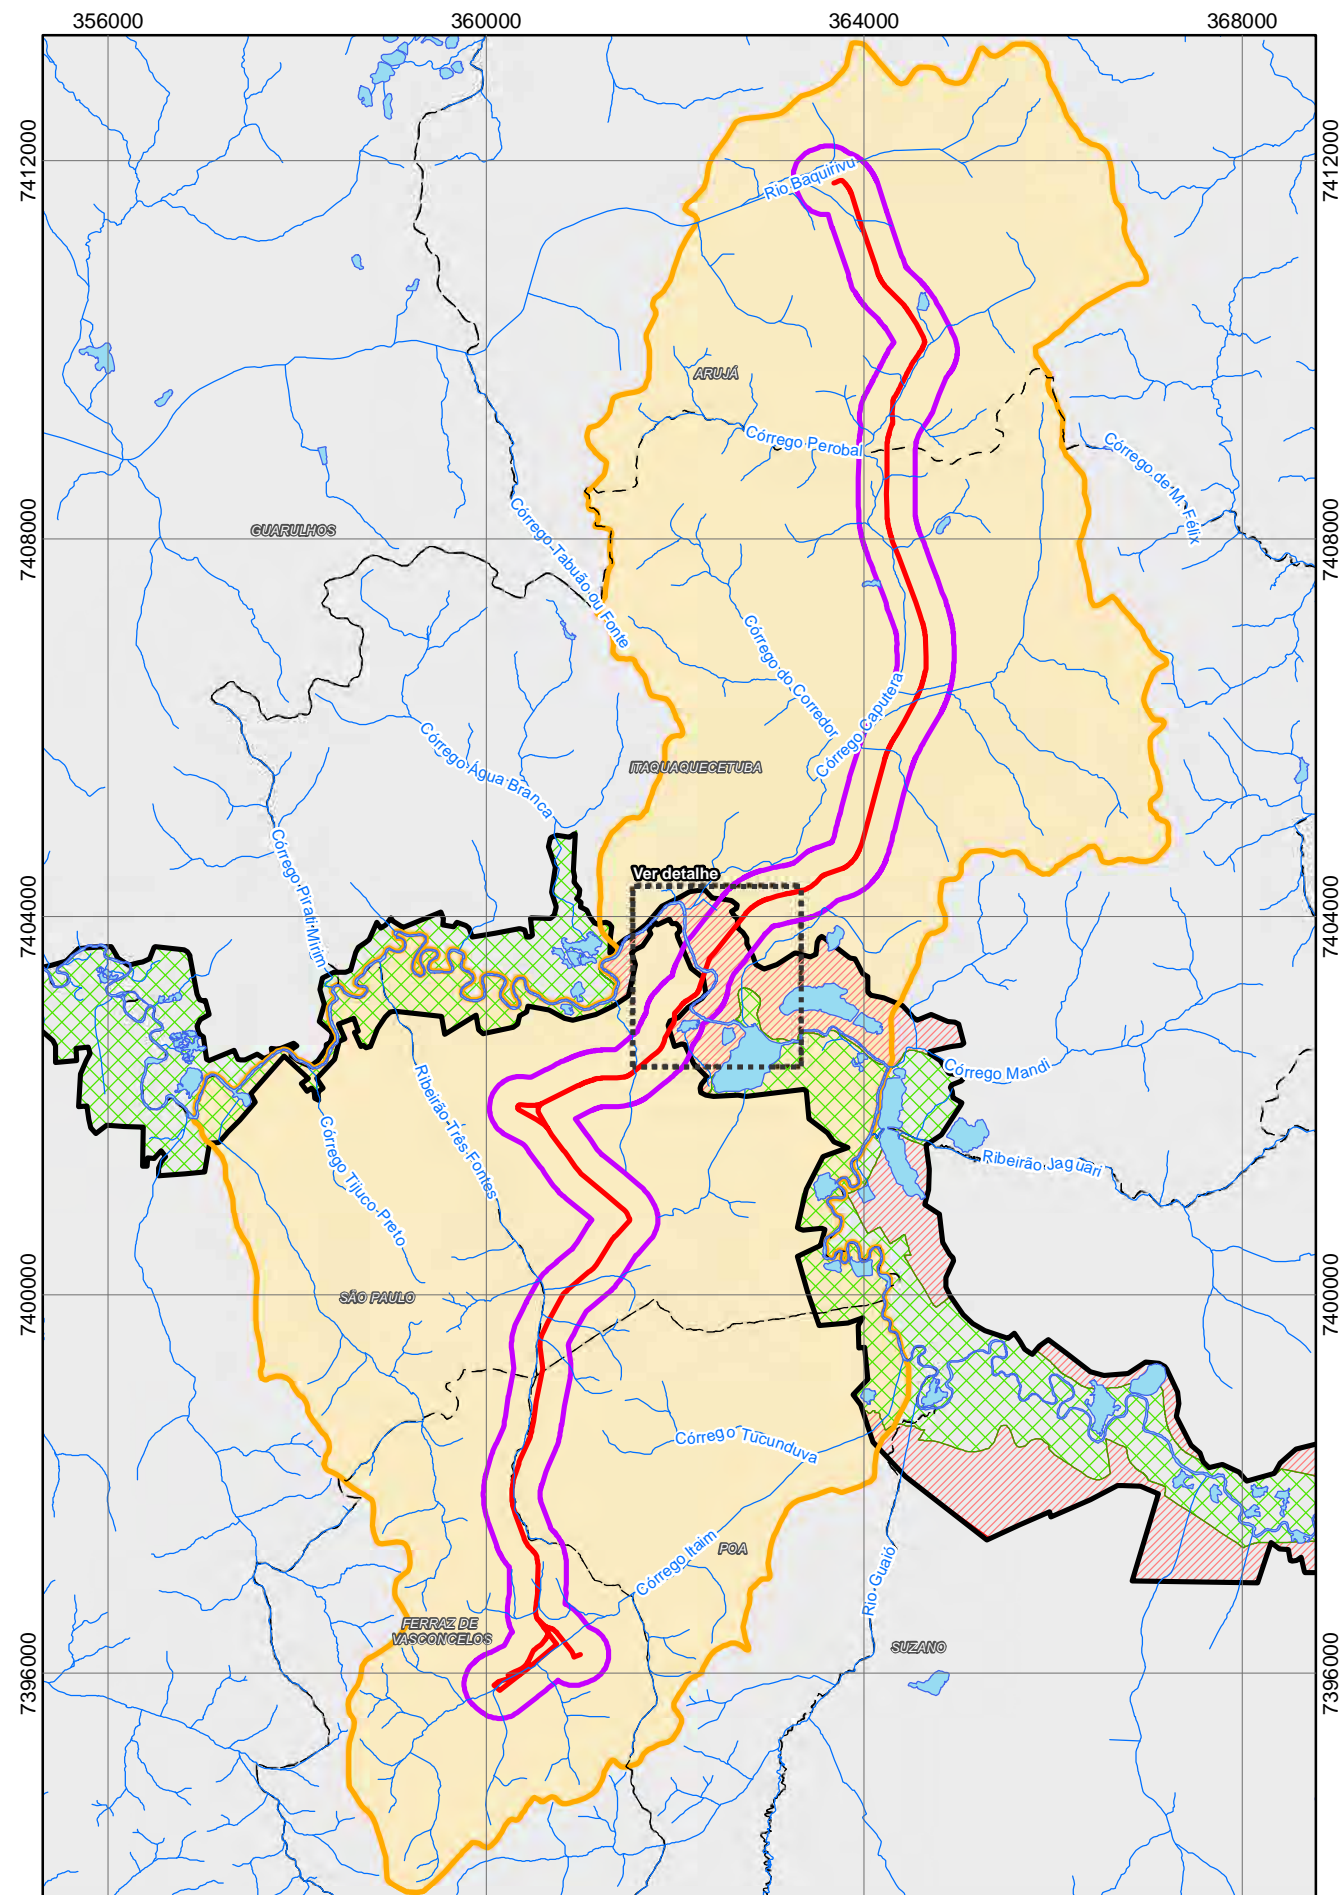 356000
360000
364000
368000
7412000
7412000
Rio Baquirivu
ARUJÁ
Córrego Perobal
Córrego de M. Félix
7408000
7408000
GUARULHOS
Córrego Tabuão ou Fonte
Córrego do Corredor
Córrego Caputera
Córrego Água Branca
ITAQUAQUECETUBA
Córrego Pirati-Mirim
Ver detalhe
7404000
7404000
Córrego Mandi
Ribeirão Três Fontes
Córrego Tijuco Preto
Ribeirão Jaguari
7400000
7400000
SÃO PAULO
Córrego Tucunduva
POA
Córrego Itaim
Rio Guaió
FERRAZ DE
VASCONCELOS
SUZANO
7396000
7396000